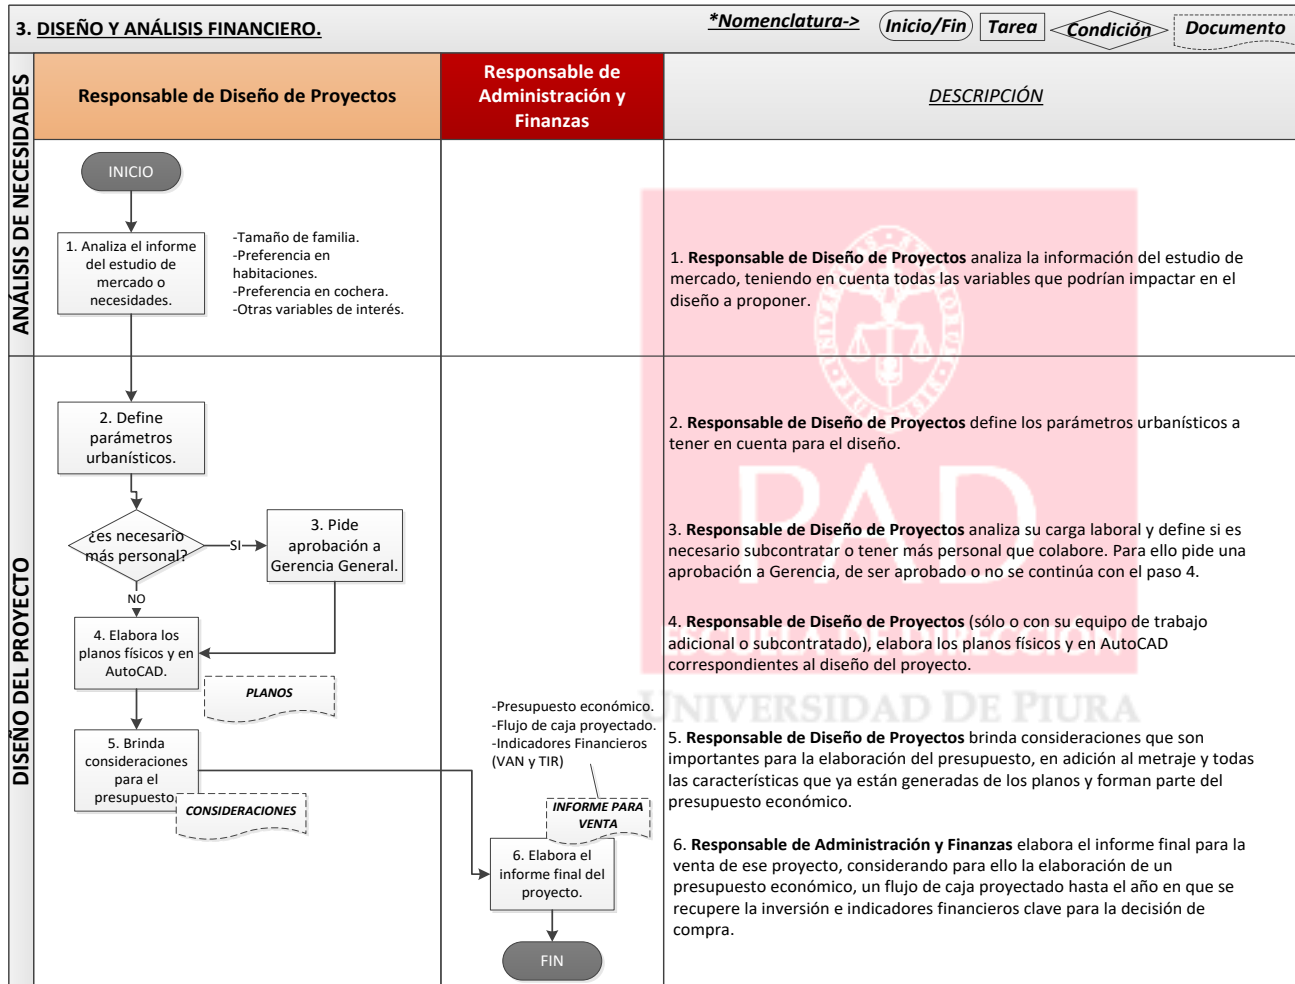 3. DISEÑO Y ANÁLISIS FINANCIERO.
*Nomenclatura->
Inicio/Fin
Tarea
Condición
Documento
ANÁLISIS DE NECESIDADES
Responsable de Diseño de Proyectos
Responsable de
Administración y
Finanzas
DESCRIPCIÓN
INICIO
1. Analiza el informe
del estudio de
mercado o
necesidades.
-Tamaño de familia.
-Preferencia en
habitaciones.
-Preferencia en cochera.
-Otras variables de interés.
1. Responsable de Diseño de Proyectos analiza la información del estudio de
mercado, teniendo en cuenta todas las variables que podrían impactar en el
diseño a proponer.
DISEÑO DEL PROYECTO
2. Define
parámetros
urbanísticos.
2. Responsable de Diseño de Proyectos define los parámetros urbanísticos a
tener en cuenta para el diseño.
¿es necesario
más personal?
SI
NO
3. Pide
aprobación a
Gerencia General.
3. Responsable de Diseño de Proyectos analiza su carga laboral y define si es
necesario subcontratar o tener más personal que colabore. Para ello pide una
aprobación a Gerencia, de ser aprobado o no se continúa con el paso 4.
4. Elabora los
planos físicos y en
AutoCAD.
PLANOS
4. Responsable de Diseño de Proyectos (sólo o con su equipo de trabajo
adicional o subcontratado), elabora los planos físicos y en AutoCAD
correspondientes al diseño del proyecto.
5. Brinda
consideraciones
para el
presupuesto.
CONSIDERACIONES
-Presupuesto económico.
-Flujo de caja proyectado.
-Indicadores Financieros
(VAN y TIR)
5. Responsable de Diseño de Proyectos brinda consideraciones que son
importantes para la elaboración del presupuesto, en adición al metraje y todas
las características que ya están generadas de los planos y forman parte del
presupuesto económico.
INFORME PARA
VENTA
6. Elabora el
informe final del
proyecto.
6. Responsable de Administración y Finanzas elabora el informe final para la
venta de ese proyecto, considerando para ello la elaboración de un
presupuesto económico, un flujo de caja proyectado hasta el año en que se
recupere la inversión e indicadores financieros clave para la decisión de
compra.
FIN
PAD
ESCUELA DE DIRECCIÓN
UNIVERSIDAD DE PIURA